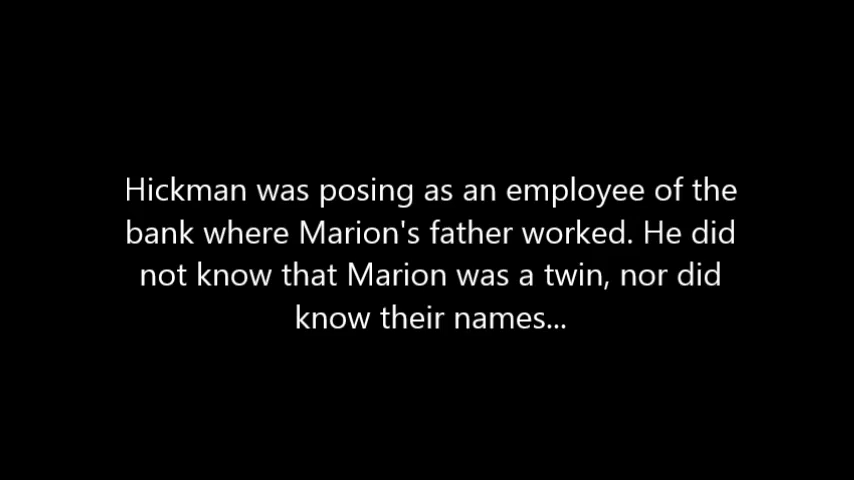 Hickman was posing as an employee of the
bank where Marion's father worked. He did
not know that Marion was a twin, nor did
know their names...